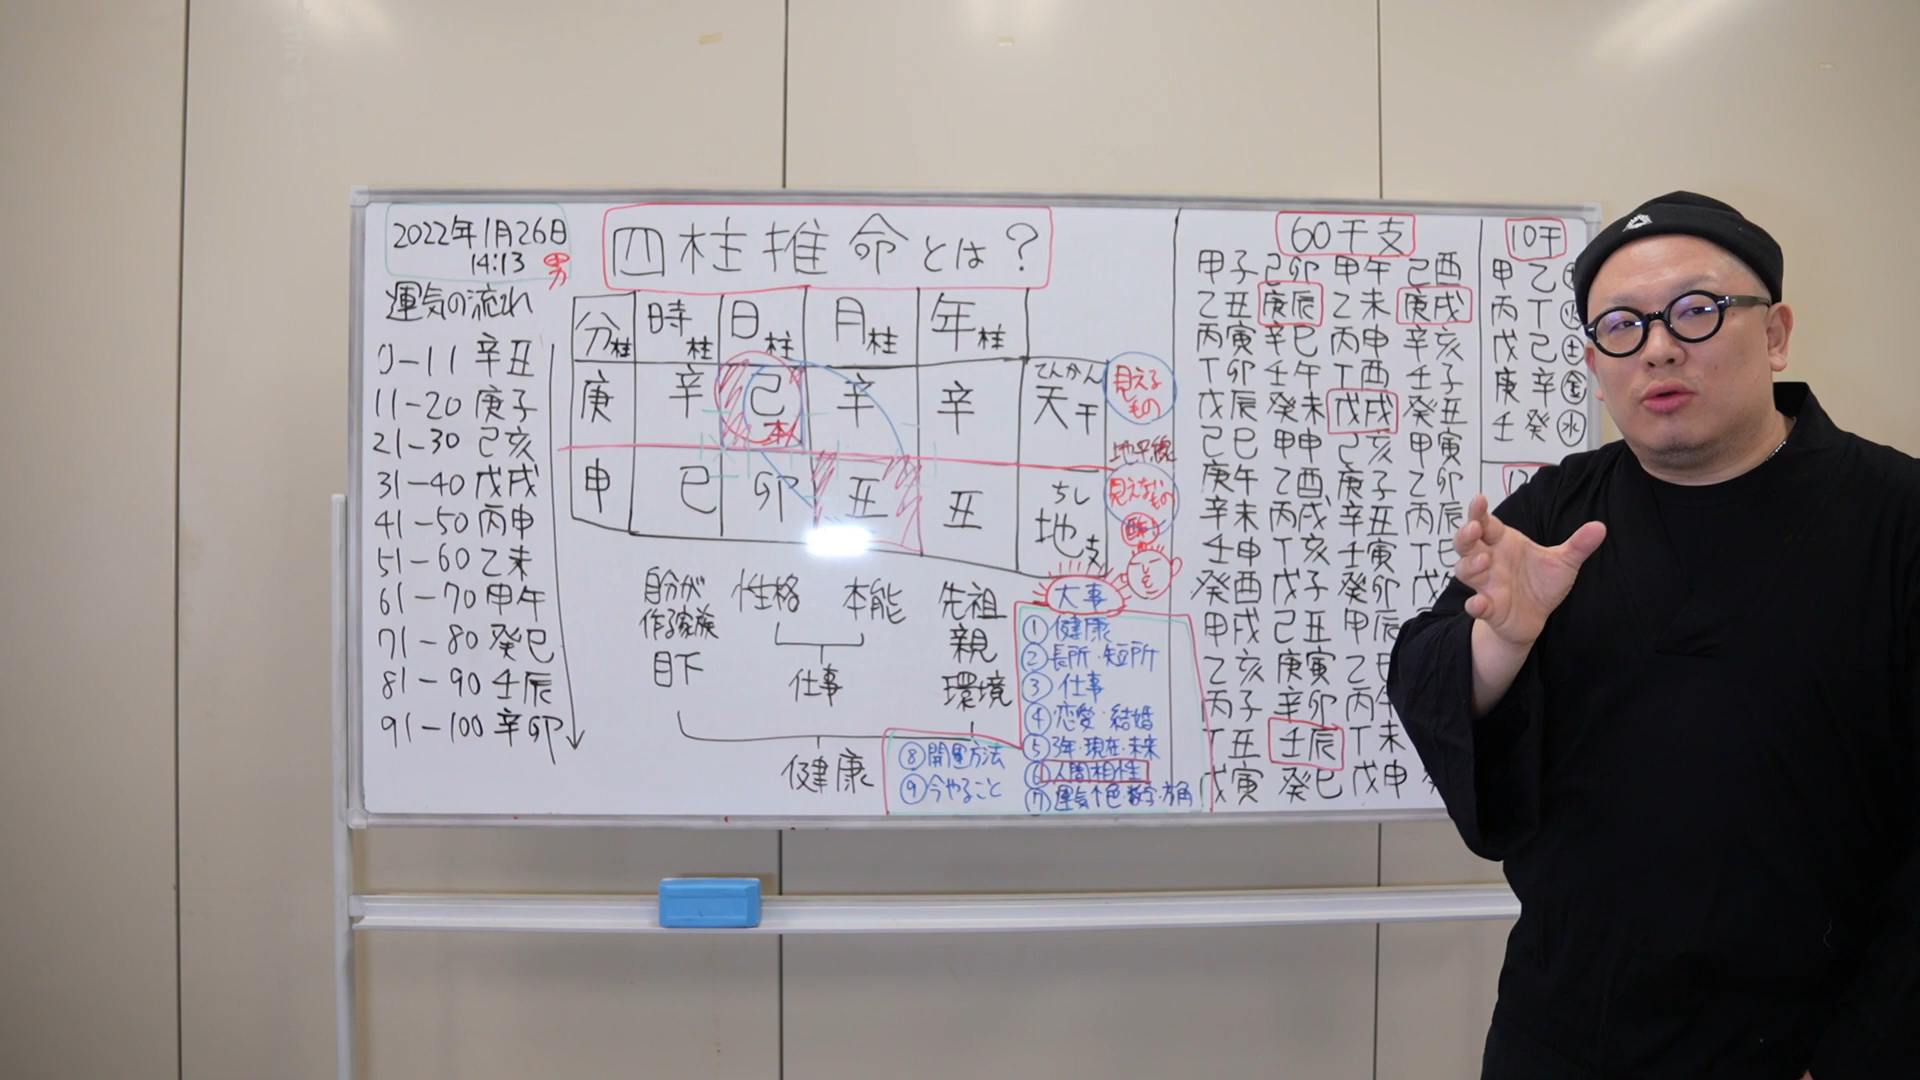 2022年1月26日
14:13 男
運気の流れ
0-11 辛丑
11-20 庚子
21-30 己亥
31-40 戊戌
41-50 丙申
51-60 乙未
61-70 甲午
71-80 癸巳
81-90 壬辰
91-100 辛卯
四柱推命とは?
分柱 時柱 日柱 月柱 年柱
庚 辛 己 辛 辛 てんかん 天干
本人
見える
もの
地平線
申 巳 卯 丑 丑 ちし 地支
見えないもの
自分が
作る家族
目下
性格 本能
仕事
先祖
親
環境
健康
大事
①健康
②長所・短所
③仕事
④恋愛・結婚
⑤3年・現在・未来
⑥人間相性
⑦運気↑色・数字・方角
⑧開運方法
⑨今やること
60干支
甲子 己卯 甲午 己酉
乙丑 庚辰 乙未 庚戌
丙寅 辛巳 丙申 辛亥
丁卯 壬午 丁酉 壬子
戊辰 癸未 戊戌 癸丑
己巳 甲申 己亥 甲寅
庚午 乙酉 庚子 乙卯
辛未 丙戌 辛丑 丙辰
壬申 丁亥 壬寅 丁巳
癸酉 戊子 癸卯 戊
甲戌 己丑 甲辰
乙亥 庚寅 乙巳
丙子 辛卯 丙午
丁丑 壬辰 丁未
戊寅 癸巳 戊申
10干
甲 乙
丙 丁 火
戊 己 土
庚 辛 金
壬 癸 水